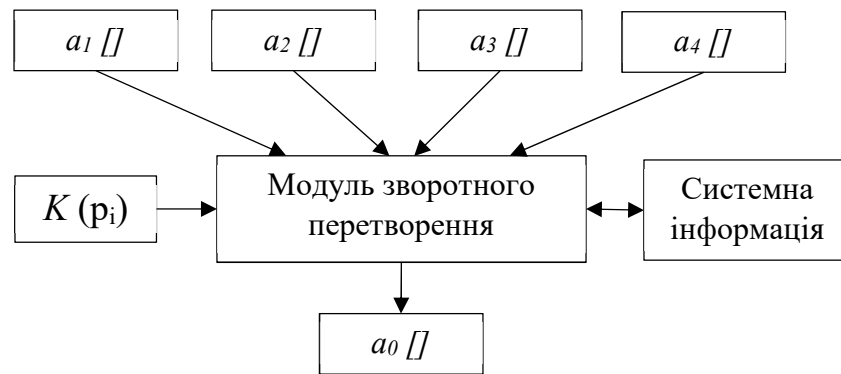 a1 []
a2 []
a3 []
a4 []
K (pi)
Модуль зворотного
перетворення
Системна
інформація
a0 []